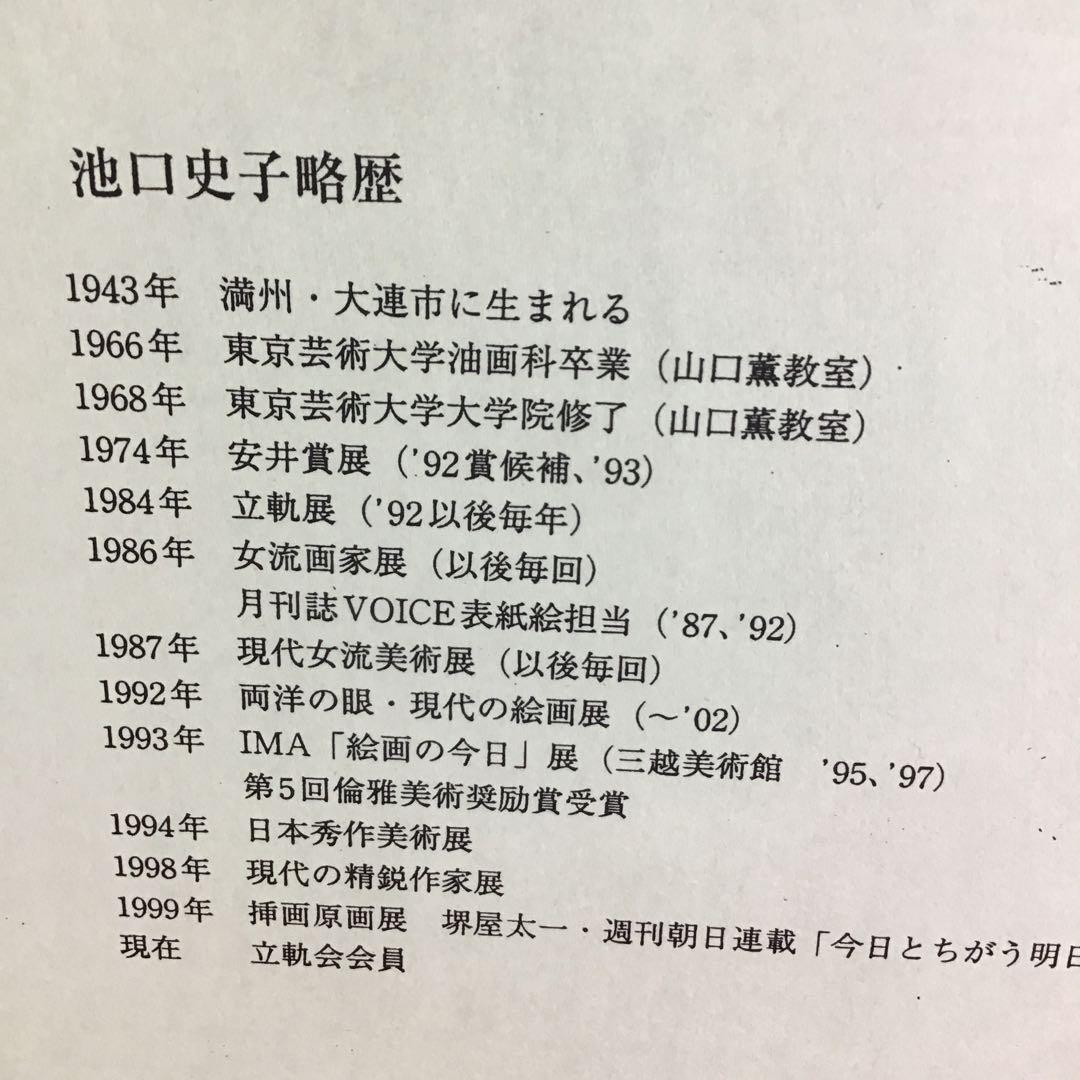 池口史子略歴
1943年 満州・大連市に生まれる
1966年 東京芸術大学油画科卒業（山口薫教室）
1968年 東京芸術大学大学院修了（山口薫教室）
1974年 安井賞展（'92賞候補、'93）
1984年 立軌展（'92以後毎年）
1986年 女流画家展（以後毎回）
月刊誌VOICE表紙絵担当（'87、'92）
1987年 現代女流美術展（以後毎回）
1992年 両洋の眼・現代の絵画展（～'02）
1993年 IMA「絵画の今日」展（三越美術館　'95、'97）
第5回倫雅美術奨励賞受賞
1994年 日本秀作美術展
1998年 現代の精鋭作家展
1999年 挿画原画展　堺屋太一・週刊朝日連載「今日とちがう明日
現在 立軌会会員